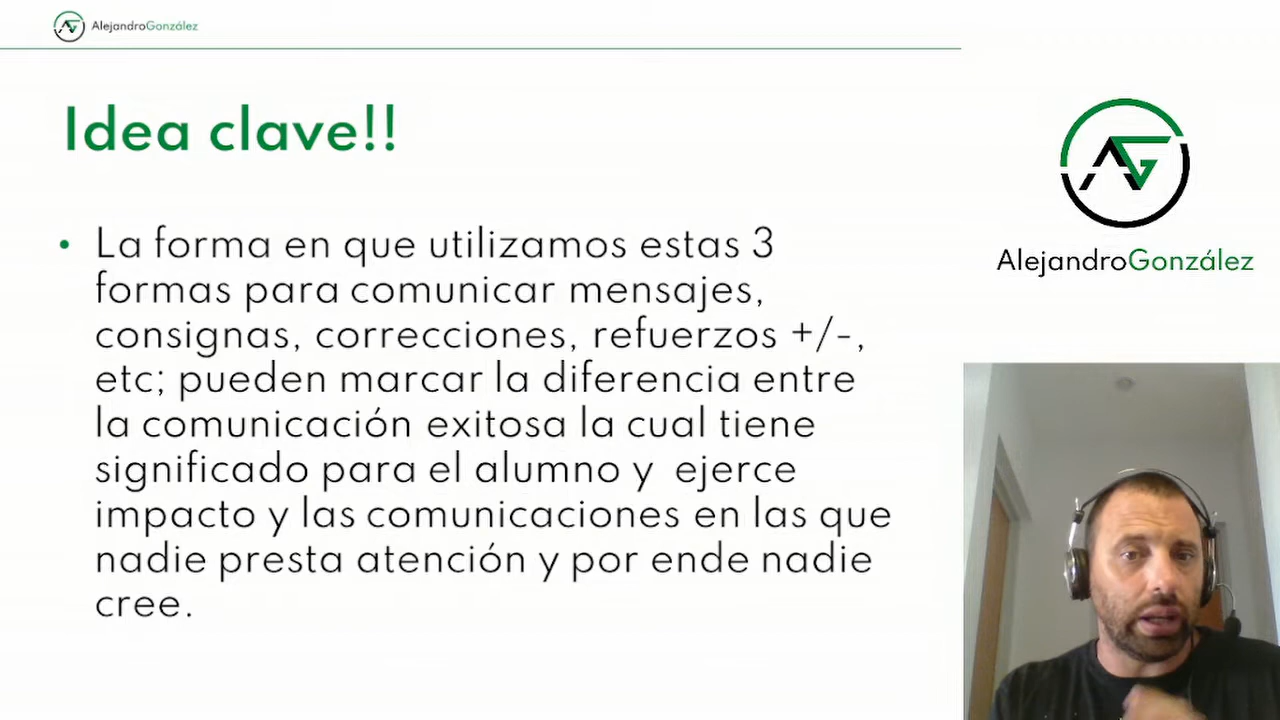 AlejandroGonzález
Idea clave!!
• La forma en que utilizamos estas 3
formas para comunicar mensajes,
consignas, correcciones, refuerzos +/-,
etc; pueden marcar la diferencia entre
la comunicación exitosa la cual tiene
significado para el alumno y  ejerce
impacto y las comunicaciones en las que
nadie presta atención y por ende nadie
cree.
AG
AlejandroGonzález